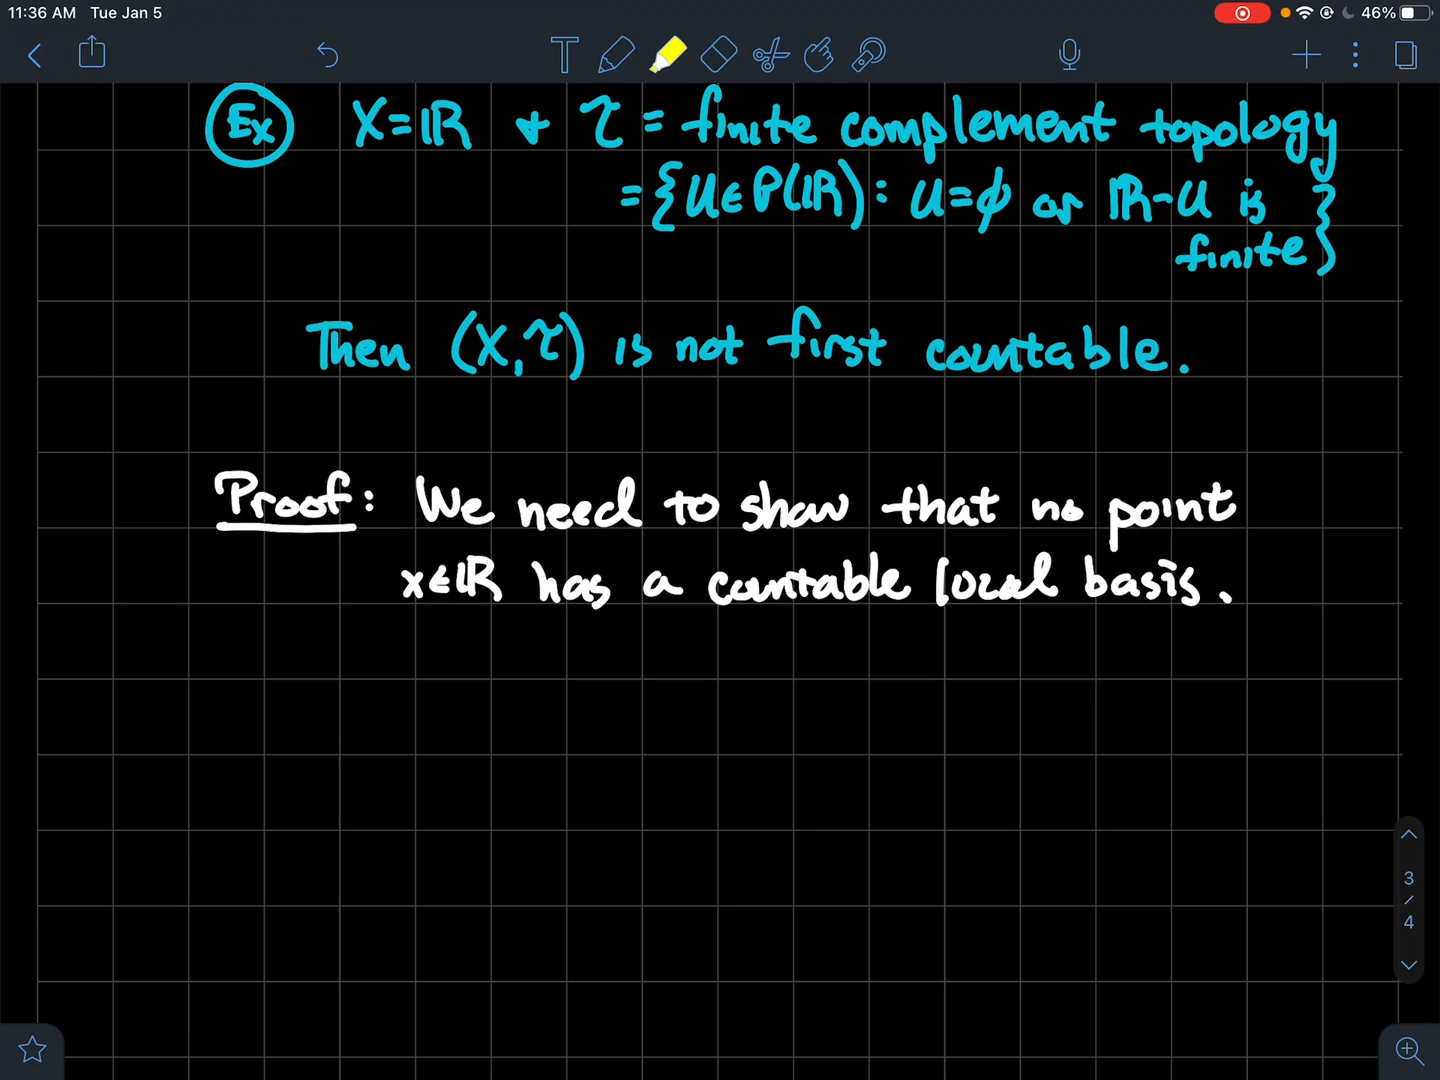 11:36 AM Tue Jan 5 46%
Ex X=ℝ & τ = finite complement topology
= {U∈P(ℝ): U=φ or ℝ-U is
finite}
Then (X,τ) is not first countable.
Proof: We need to show that no point
x∈ℝ has a countable local basis.
3
/
4